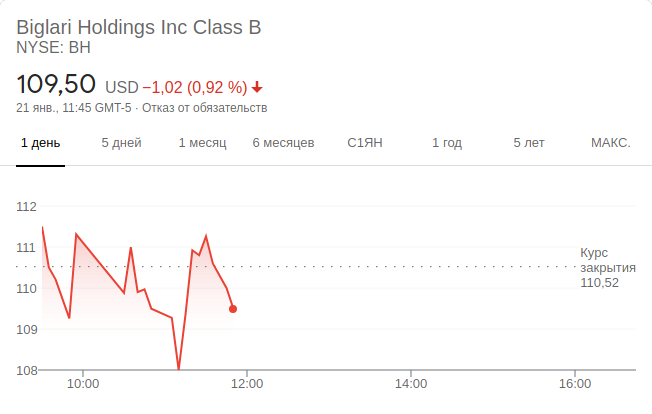 Biglari Holdings Inc Class B
NYSE: BH
109,50 USD −1,02 (0,92 %)
21 янв., 11:45 GMT-5 · Отказ от обязательств
1 день 5 дней 1 месяц 6 месяцев С1ЯН 1 год 5 лет МАКС.
112
111
110
109
108
Курс
закрытия
110,52
10:00 12:00 14:00 16:00